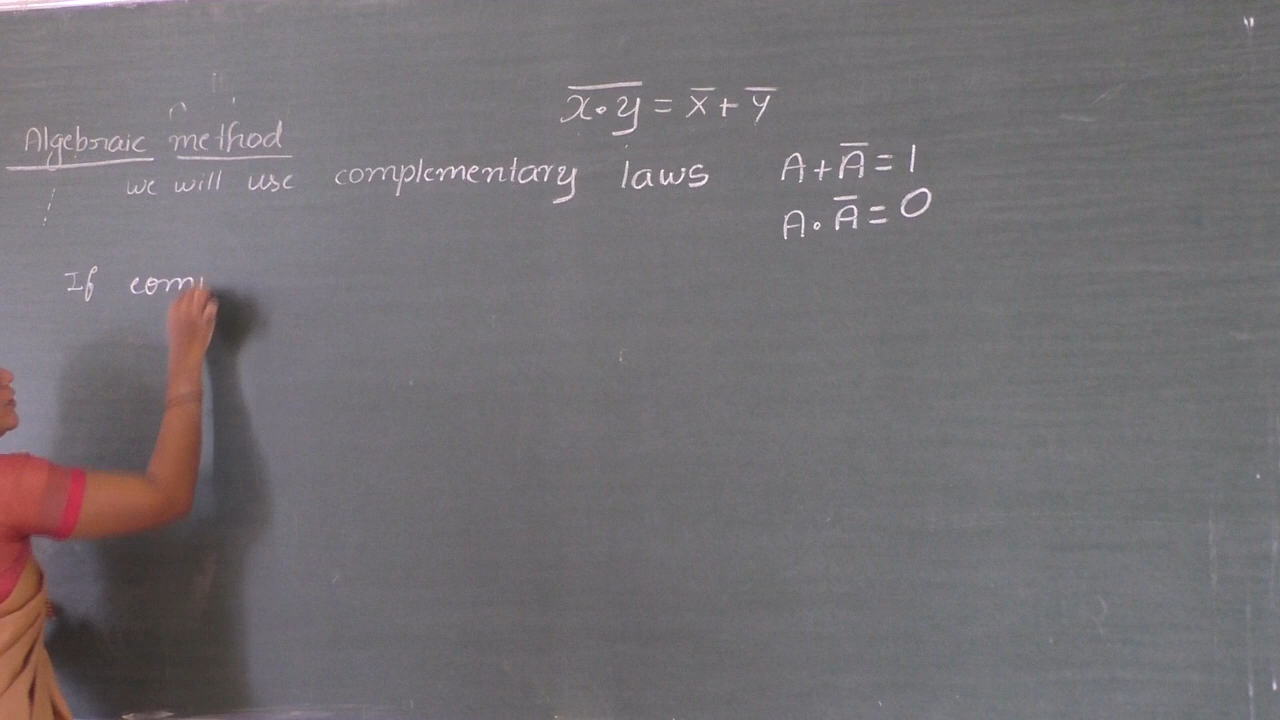 x̅·̅y̅ = x̅ + y̅
Algebraic method
we will use complementary laws A + A̅ = 1
A · A̅ = 0
If com